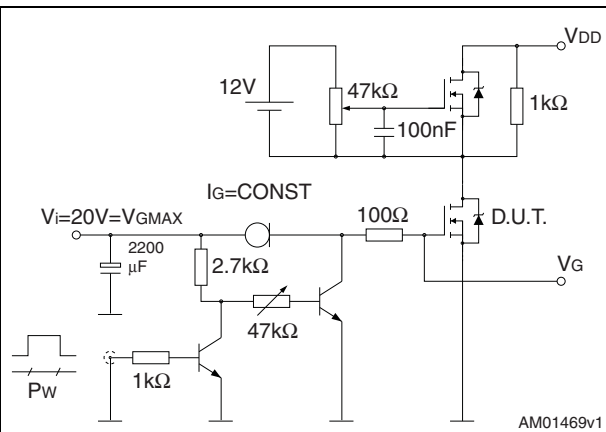 VDD
12V
47kΩ
100nF
1kΩ
IG=CONST
Vi=20V=VGMAX
100Ω
D.U.T.
2200
μF
2.7kΩ
VG
47kΩ
1kΩ
PW
AM01469v1